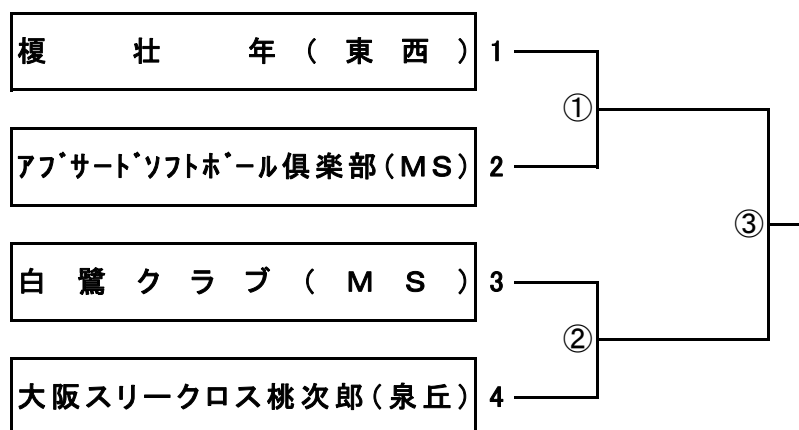 榎壮年(東西) 1
①
アブサードソフトボール倶楽部(MS) 2
③
白鷺クラブ(MS) 3
②
大阪スリークロス桃次郎(泉丘) 4